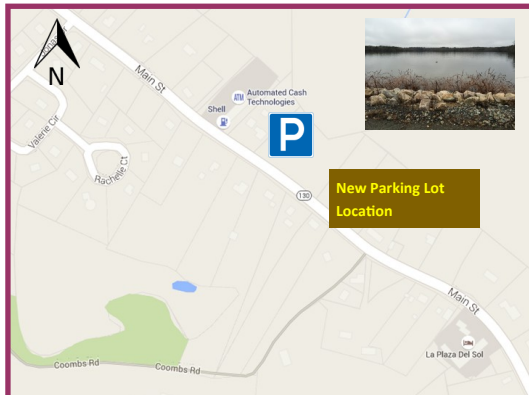 N
Main St
Automated Cash
Technologies
ATM
Shell
P
Valerie Cir
Rachelle Ct
New Parking Lot
Location
130
Main St
La Plaza Del Sol
Coombs Rd
Coombs Rd